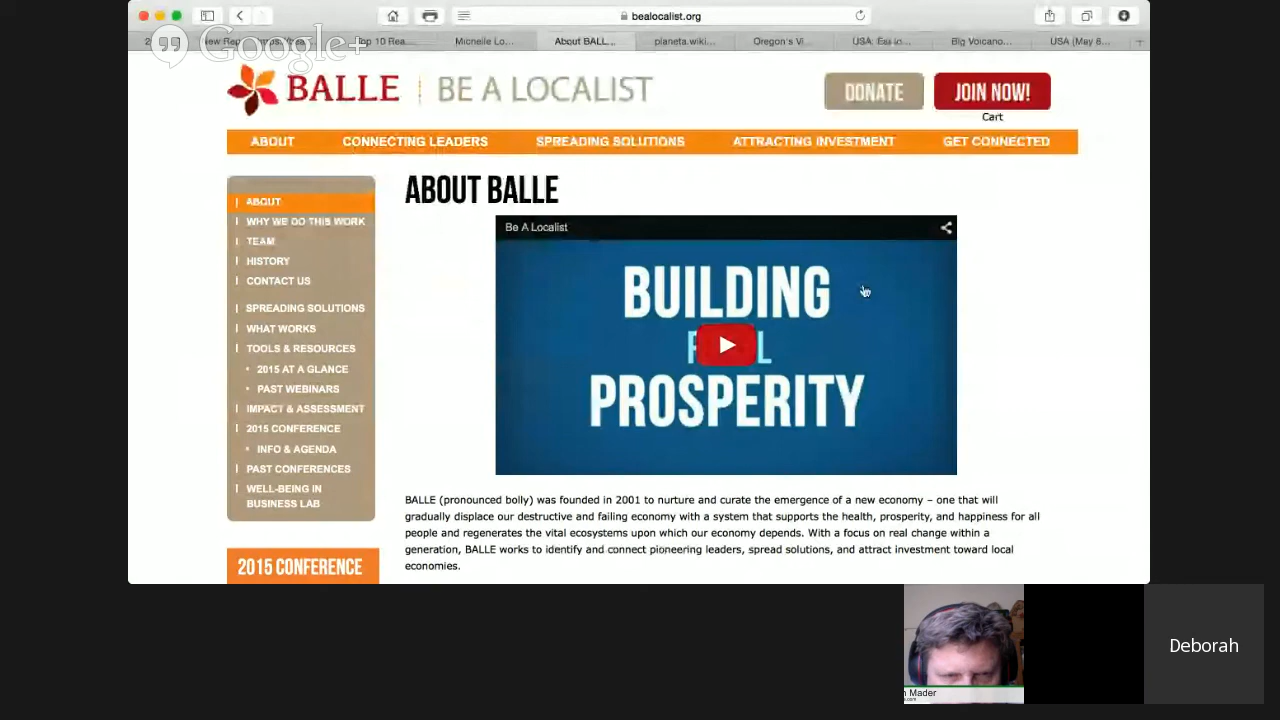 bealocalist.org
Google+
Top 10 Rea...
Michelle Lo...
About BALL...
planeta.wiki...
Oregon's Vi...
Big Volcano...
USA (May 6...
BALLE
BE A LOCALIST
DONATE
JOIN NOW!
Cart
ABOUT
CONNECTING LEADERS
SPREADING SOLUTIONS
ATTRACTING INVESTMENT
GET CONNECTED
ABOUT
WHY WE DO THIS WORK
TEAM
HISTORY
CONTACT US
SPREADING SOLUTIONS
WHAT WORKS
TOOLS & RESOURCES
2015 AT A GLANCE
PAST WEBINARS
IMPACT & ASSESSMENT
2015 CONFERENCE
INFO & AGENDA
PAST CONFERENCES
WELL-BEING IN
BUSINESS LAB
2015 CONFERENCE
ABOUT BALLE
Be A Localist
BUILDING
PROSPERITY
BALLE (pronounced bolly) was founded in 2001 to nurture and curate the emergence of a new economy – one that will
gradually displace our destructive and failing economy with a system that supports the health, prosperity, and happiness for all
people and regenerates the vital ecosystems upon which our economy depends. With a focus on real change within a
generation, BALLE works to identify and connect pioneering leaders, spread solutions, and attract investment toward local
economies.
Mader
Deborah